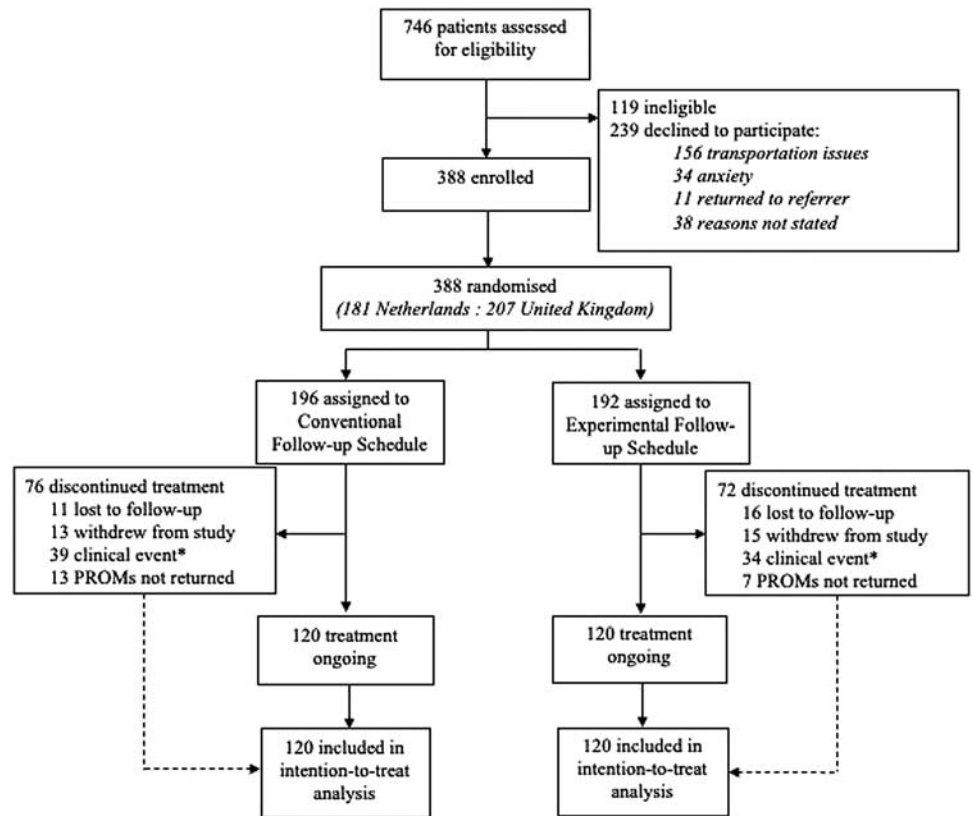 746 patients assessed
for eligibility
119 ineligible
239 declined to participate:
156 transportation issues
34 anxiety
11 returned to referrer
38 reasons not stated
388 enrolled
388 randomised
(181 Netherlands : 207 United Kingdom)
196 assigned to
Conventional
Follow-up Schedule
192 assigned to
Experimental Follow-
up Schedule
76 discontinued treatment
11 lost to follow-up
13 withdrew from study
39 clinical event*
13 PROMs not returned
72 discontinued treatment
16 lost to follow-up
15 withdrew from study
34 clinical event*
7 PROMs not returned
120 treatment
ongoing
120 treatment
ongoing
120 included in
intention-to-treat
analysis
120 included in
intention-to-treat
analysis